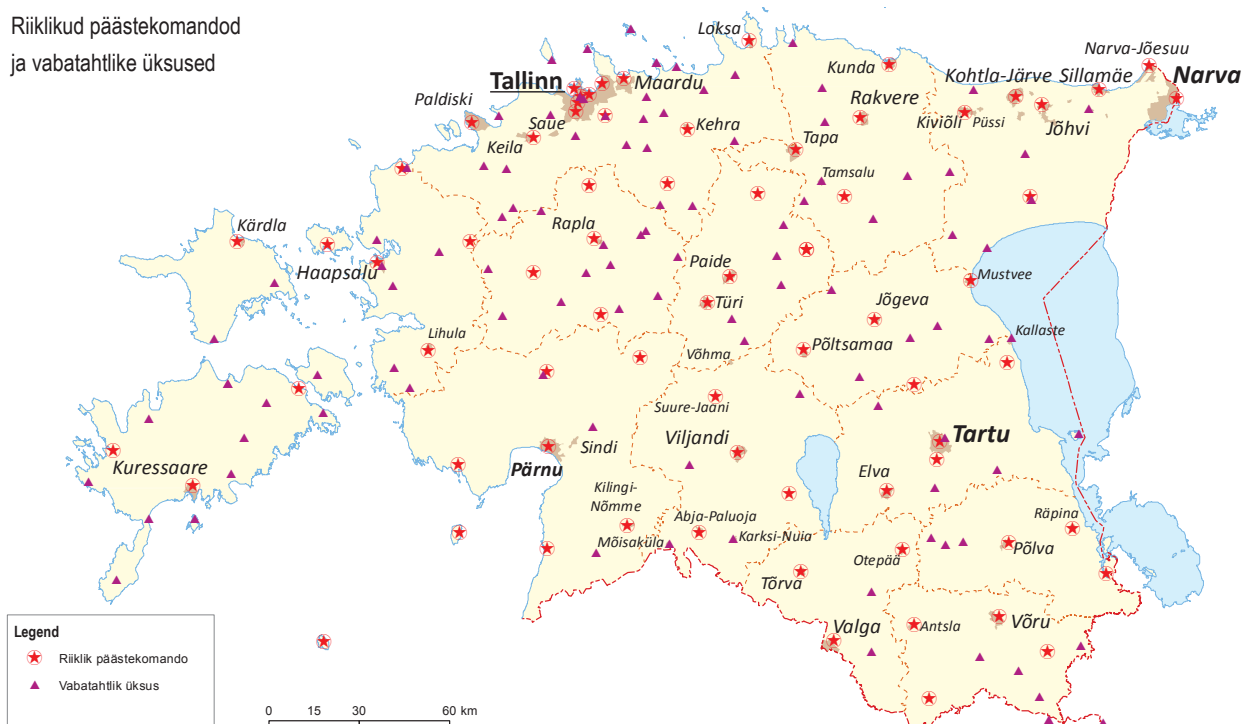 Riiklikud päästekomandod
ja vabatahtlike üksused
Loksa
Narva-Jõesuu
Tallinn
Maardu
Kunda
Kohtla-Järve
Sillamäe
Narva
Paldiski
Saue
Keila
Kehra
Rakvere
Tapa
Kiviõli
Püssi
Jõhvi
Tamsalu
Kärdla
Haapsalu
Rapla
Paide
Türi
Mustvee
Jõgeva
Lihula
Võhma
Põltsamaa
Kallaste
Suure-Jaani
Viljandi
Tartu
Kuressaare
Pärnu
Sindi
Elva
Kilingi-
Nõmme
Mõisaküla
Abja-Paluoja
Karksi-Nuia
Räpina
Otepää
Põlva
Tõrva
Valga
Antsla
Võru
Legend
Riiklik päästekomando
Vabatahtlik üksus
0 15 30 60 km